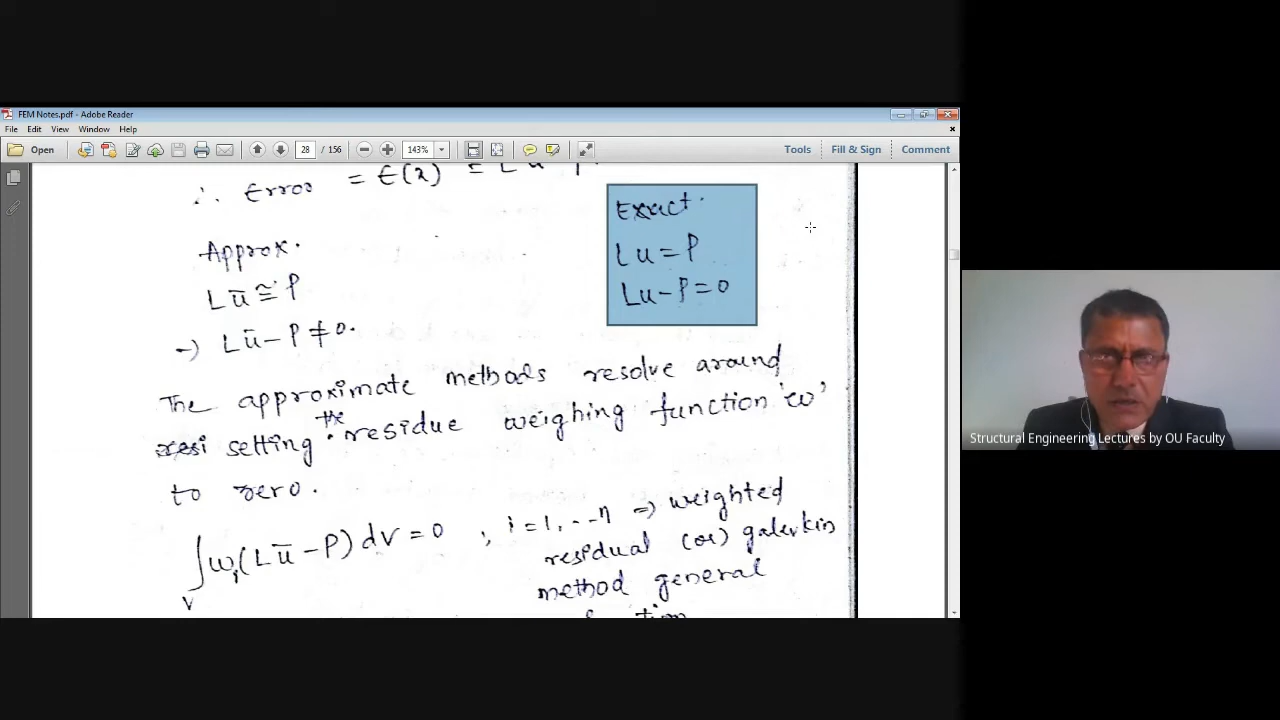 FEM Notes.pdf - Adobe Reader
File Edit View Window Help
Open 28 / 156 143% Tools Fill & Sign Comment
∴ Error = E(x) = Lū - P.
Exact.
Lu = P
Lu - P = 0
Approx.
Lū ≅ P
→) Lū - P ≠ 0.
The approximate methods resolve around
setting the residue weighing function 'w'
to zero.
∫ wᵢ(Lū - P) dv = 0 , i = 1, ...n ⇒ weighted
V
residual (or) galerkin
method general
Structural Engineering Lectures by OU Faculty